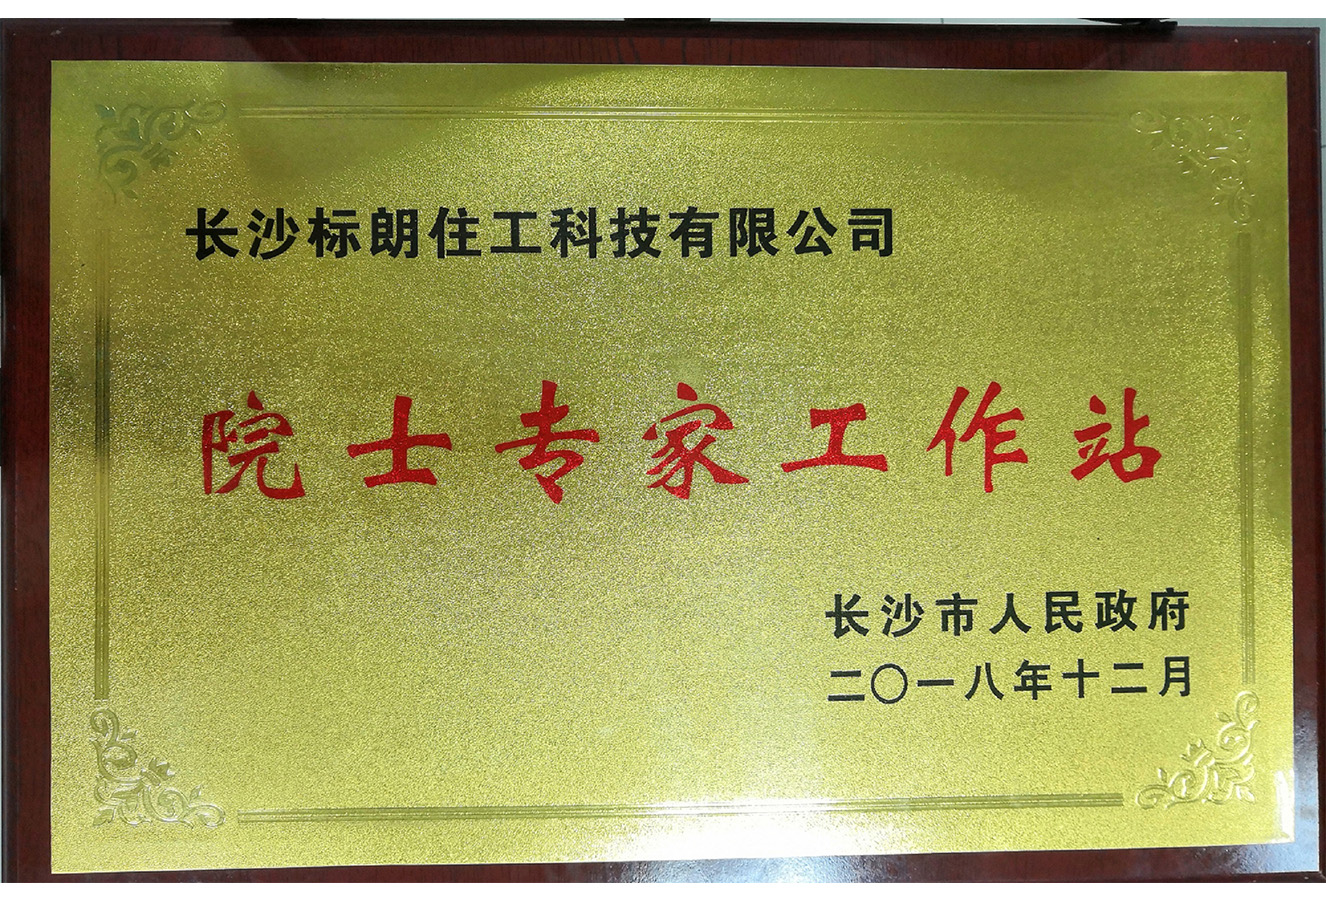 长沙标朗住工科技有限公司
院士专家工作站
长沙市人民政府
二〇一八年十二月